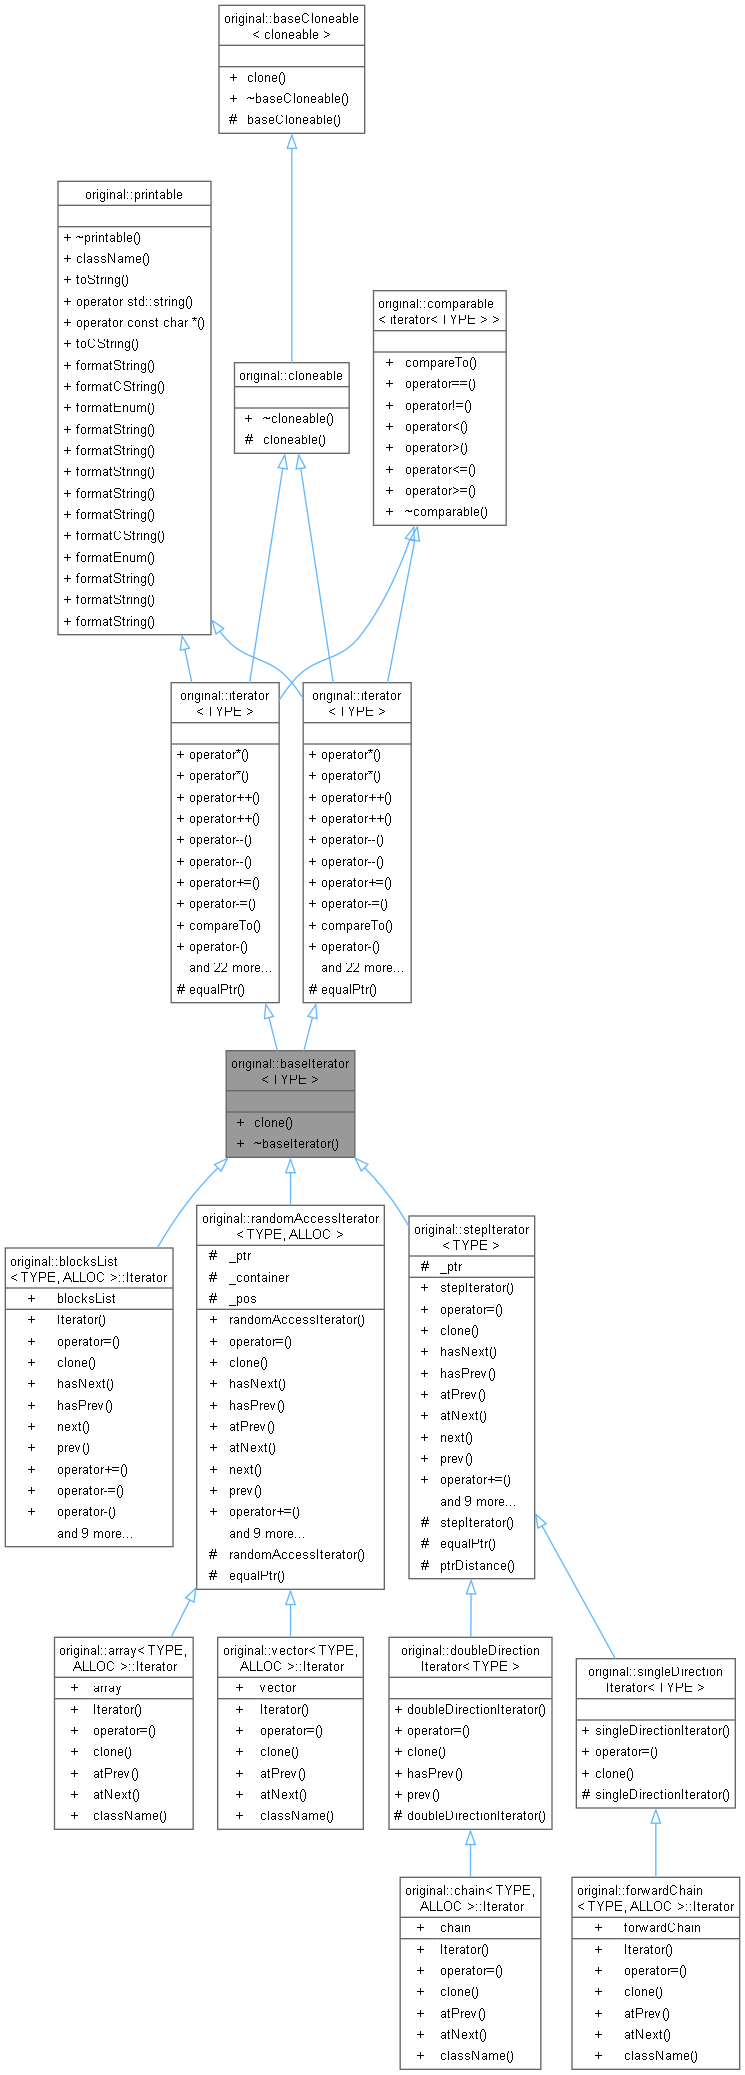 original::baseCloneable
< cloneable >
+ clone()
+ ~baseCloneable()
# baseCloneable()
original::printable
+ ~printable()
+ className()
+ toString()
+ operator std::string()
+ operator const char *()
+ toCString()
+ formatString()
+ formatCString()
+ formatEnum()
+ formatString()
+ formatString()
+ formatString()
+ formatString()
+ formatString()
+ formatCString()
+ formatEnum()
+ formatString()
+ formatString()
+ formatString()
original::comparable
< iterator< TYPE > >
+ compareTo()
+ operator==()
+ operator!=()
+ operator<()
+ operator>()
+ operator<=()
+ operator>=()
+ ~comparable()
original::cloneable
+ ~cloneable()
# cloneable()
original::iterator
< TYPE >
+ operator*()
+ operator*()
+ operator++()
+ operator++()
+ operator--()
+ operator--()
+ operator+=()
+ operator-=()
+ compareTo()
+ operator-()
and 22 more...
# equalPtr()
original::iterator
< TYPE >
+ operator*()
+ operator*()
+ operator++()
+ operator++()
+ operator--()
+ operator--()
+ operator+=()
+ operator-=()
+ compareTo()
+ operator-()
and 22 more...
# equalPtr()
original::baseIterator
< TYPE >
+ clone()
+ ~baseIterator()
original::blocksList
< TYPE, ALLOC >::Iterator
+ blocksList
+ Iterator()
+ operator=()
+ clone()
+ hasNext()
+ hasPrev()
+ next()
+ prev()
+ operator+=()
+ operator-=()
+ operator-()
and 9 more...
original::randomAccessIterator
< TYPE, ALLOC >
# _ptr
# _container
# _pos
+ randomAccessIterator()
+ operator=()
+ clone()
+ hasNext()
+ hasPrev()
+ atPrev()
+ atNext()
+ next()
+ prev()
+ operator+=()
and 9 more...
# randomAccessIterator()
# equalPtr()
original::stepIterator
< TYPE >
# _ptr
+ stepIterator()
+ operator=()
+ clone()
+ hasNext()
+ hasPrev()
+ atPrev()
+ atNext()
+ next()
+ prev()
+ operator+=()
and 9 more...
# stepIterator()
# equalPtr()
# ptrDistance()
original::array< TYPE,
ALLOC >::Iterator
+ array
+ Iterator()
+ operator=()
+ clone()
+ atPrev()
+ atNext()
+ className()
original::vector< TYPE,
ALLOC >::Iterator
+ vector
+ Iterator()
+ operator=()
+ clone()
+ atPrev()
+ atNext()
+ className()
original::doubleDirection
Iterator< TYPE >
+ doubleDirectionIterator()
+ operator=()
+ clone()
+ hasPrev()
+ prev()
# doubleDirectionIterator()
original::singleDirection
Iterator< TYPE >
+ singleDirectionIterator()
+ operator=()
+ clone()
# singleDirectionIterator()
original::chain< TYPE,
ALLOC >::Iterator
+ chain
+ Iterator()
+ operator=()
+ clone()
+ atPrev()
+ atNext()
+ className()
original::forwardChain
< TYPE, ALLOC >::Iterator
+ forwardChain
+ Iterator()
+ operator=()
+ clone()
+ atPrev()
+ atNext()
+ className()